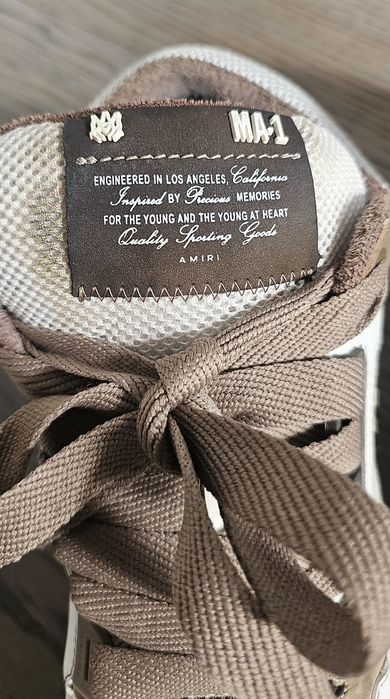 MA-1
ENGINEERED IN LOS ANGELES, California
Inspired BY Precious MEMORIES
FOR THE YOUNG AND THE YOUNG AT HEART
Quality Sporting Goods
AMIRI